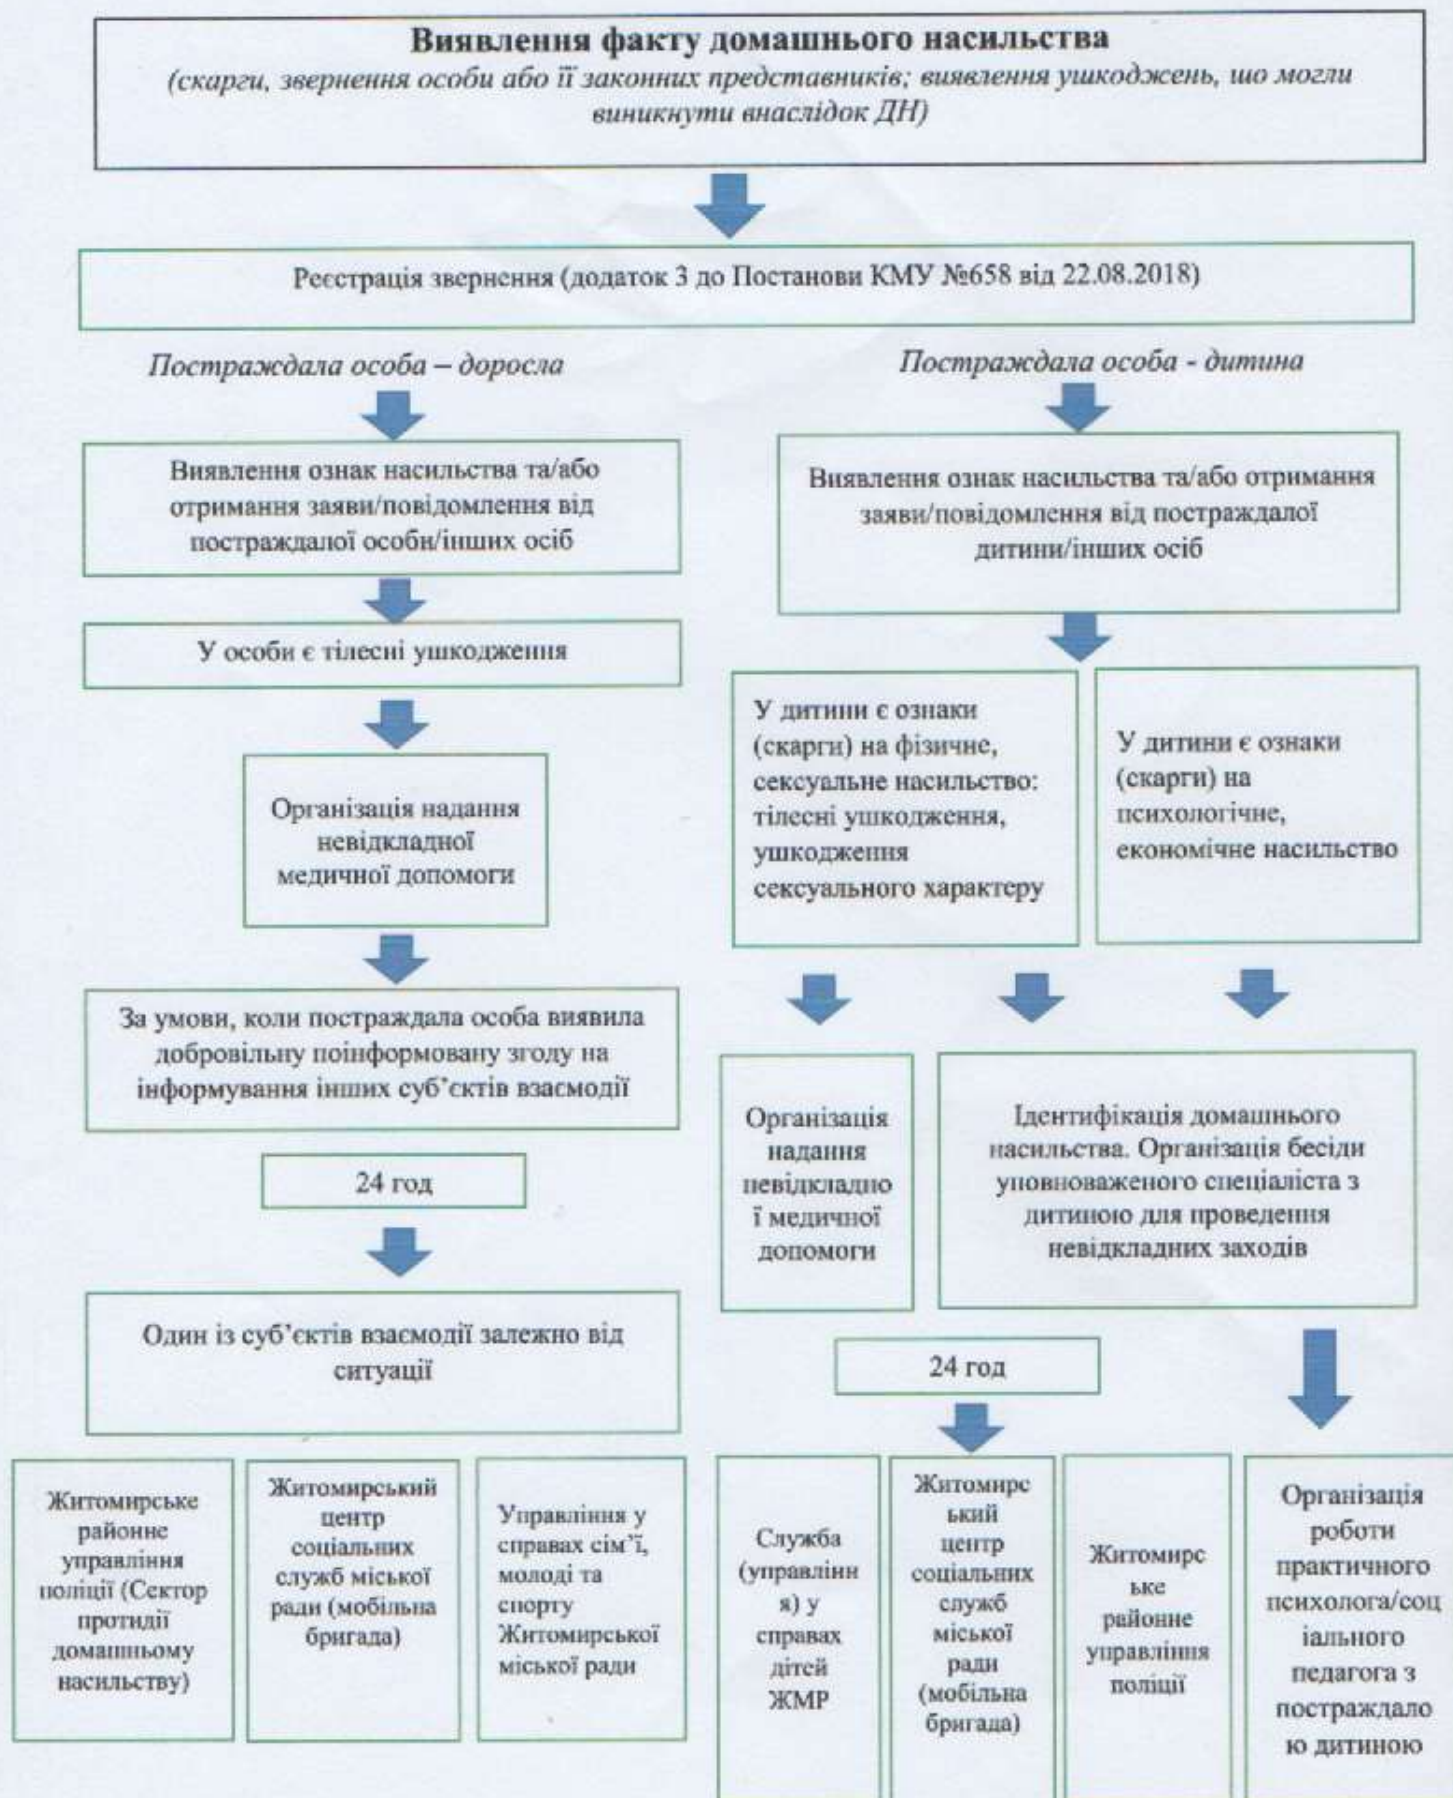 Виявлення факту домашнього насильства
(скарги, звернення особи або її законних представників; виявлення ушкоджень, шо могли
виникнути внаслідок ДН)
Реєстрація звернення (додаток 3 до Постанови КМУ №658 від 22.08.2018)
Постраждала особа – доросла
Виявлення ознак насильства та/або
отримання заяви/повідомлення від
постраждалої особи/інших осіб
У особи є тілесні ушкодження
Організація надання
невідкладної
медичної допомоги
За умови, коли постраждала особа виявила
добровільну поінформовану згоду на
інформування інших суб’єктів взаємодії
24 год
Один із суб’єктів взаємодії залежно від
ситуації
Житомирське
районне
управління
поліції (Сектор
протидії
домашньому
насильству)
Житомирський
центр
соціальних
служб міської
ради (мобільна
бригада)
Управління у
справах сім’ї,
молоді та
спорту
Житомирської
міської ради
Постраждала особа - дитина
Виявлення ознак насильства та/або отримання
заяви/повідомлення від постраждалої
дитини/інших осіб
У дитини є ознаки
(скарги) на фізичне,
сексуальне насильство:
тілесні ушкодження,
ушкодження
сексуального характеру
У дитини є ознаки
(скарги) на
психологічне,
економічне насильство
Організація
надання
невідкладно
ї медичної
допомоги
Ідентифікація домашнього
насильства. Організація бесіди
уповноваженого спеціаліста з
дитиною для проведення
невідкладних заходів
24 год
Служба
(управлінн
я) у
справах
дітей
ЖМР
Житомирс
ький
центр
соціальних
служб
міської
ради
(мобільна
бригада)
Житомирс
ьке
районне
управління
поліції
Організація
роботи
практичного
психолога/соц
іального
педагога з
постраждало
ю дитиною